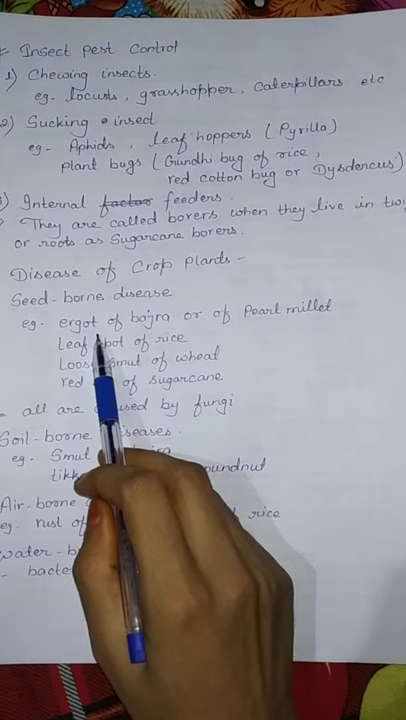 Insect Pest Control
1) Chewing insects.
eg- locusts, grasshopper, caterpillars etc
2) Sucking insect
eg- Aphids, leaf hoppers (Pyrilla)
plant bugs (Gundhi bug of rice,
red cotton bug or Dysdercus)
Internal factor feeders.
They are called borers when they live in
or roots as sugarcane borers.
Disease of Crop Plants -
Seed-borne disease
eg- ergot of bajra or of Pearl millet
Leaf spot of rice
Loose smut of wheat
red of sugarcane
all are caused by fungi
Soil-borne diseases.
eg. Smut
tikka
Air-borne
eg- rust of rice
water-b
- bact